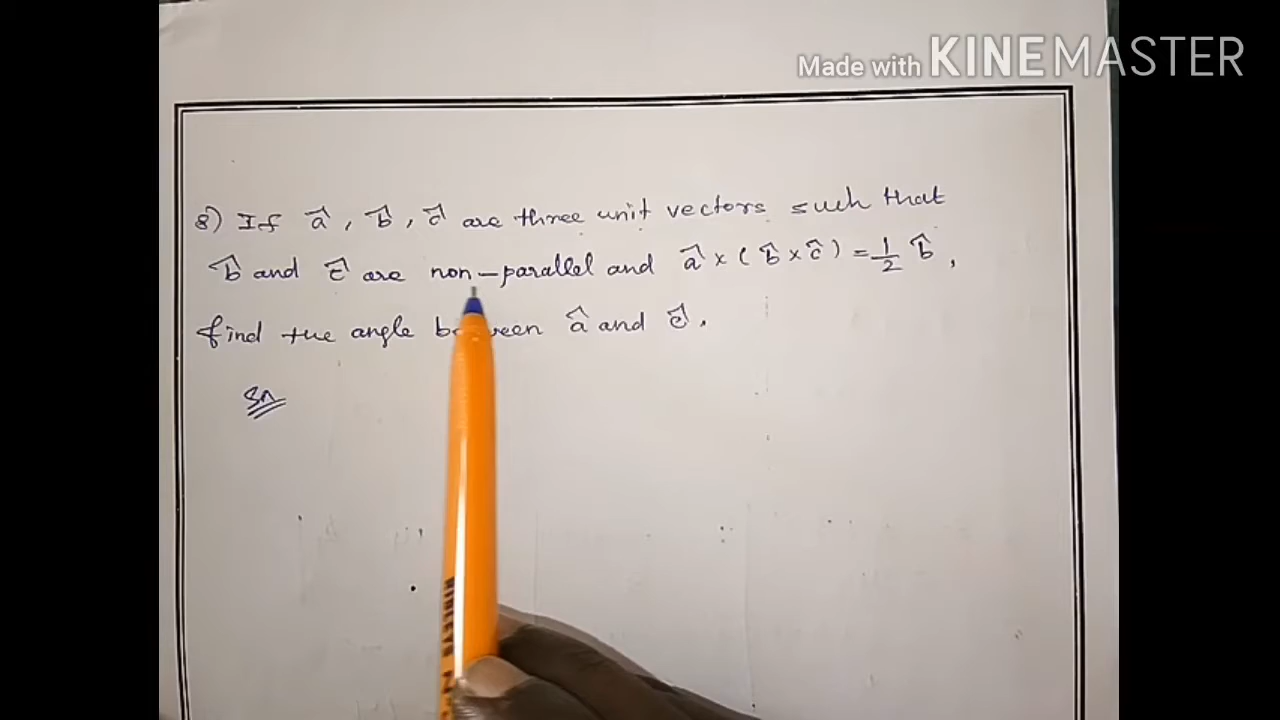 Made with KINEMASTER
8) If â, b̂, ĉ are three unit vectors such that
b̂ and ĉ are non-parallel and â × (b̂ × ĉ) = 1/2 b̂,
find the angle between â and ĉ.
Sn